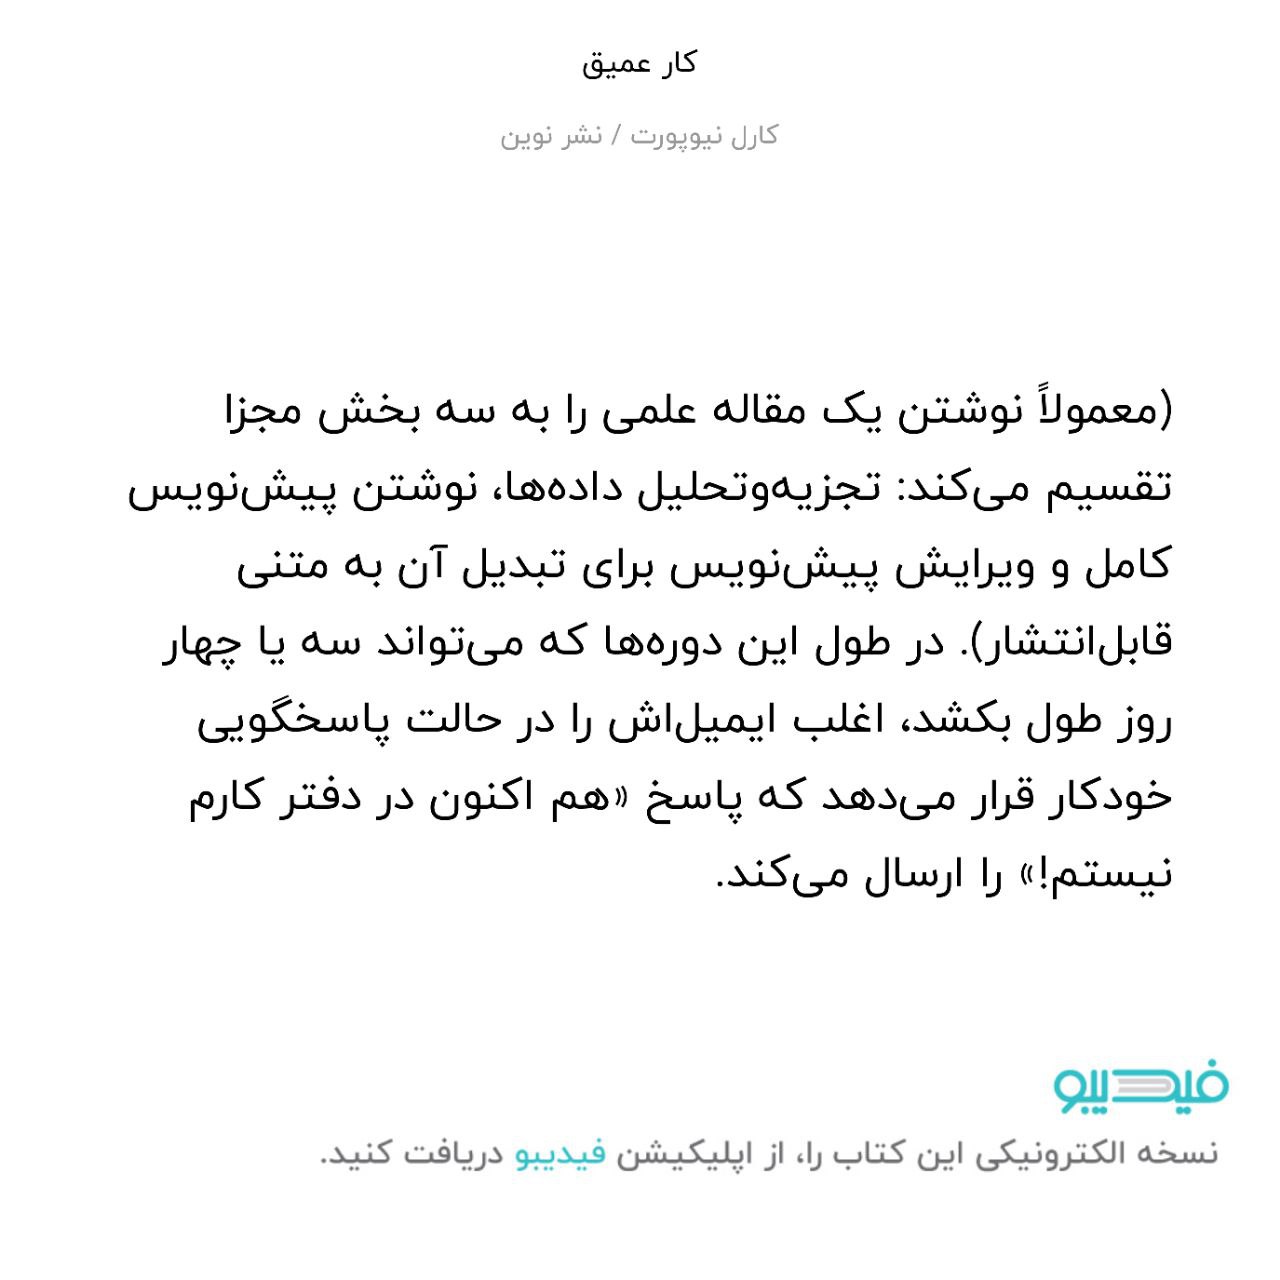 کار عمیق
کارل نیوپورت / نشر نوین
(معمولاً نوشتن یک مقاله علمی را به سه بخش مجزا
تقسیم می‌کند: تجزیه‌وتحلیل داده‌ها، نوشتن پیش‌نویس
کامل و ویرایش پیش‌نویس برای تبدیل آن به متنی
قابل‌انتشار). در طول این دوره‌ها که می‌تواند سه یا چهار
روز طول بکشد، اغلب ایمیل‌اش را در حالت پاسخگویی
خودکار قرار می‌دهد که پاسخ «هم اکنون در دفتر کارم
نیستم!» را ارسال می‌کند.
فیدیبو
نسخه الکترونیکی این کتاب را، از اپلیکیشن فیدیبو دریافت کنید.